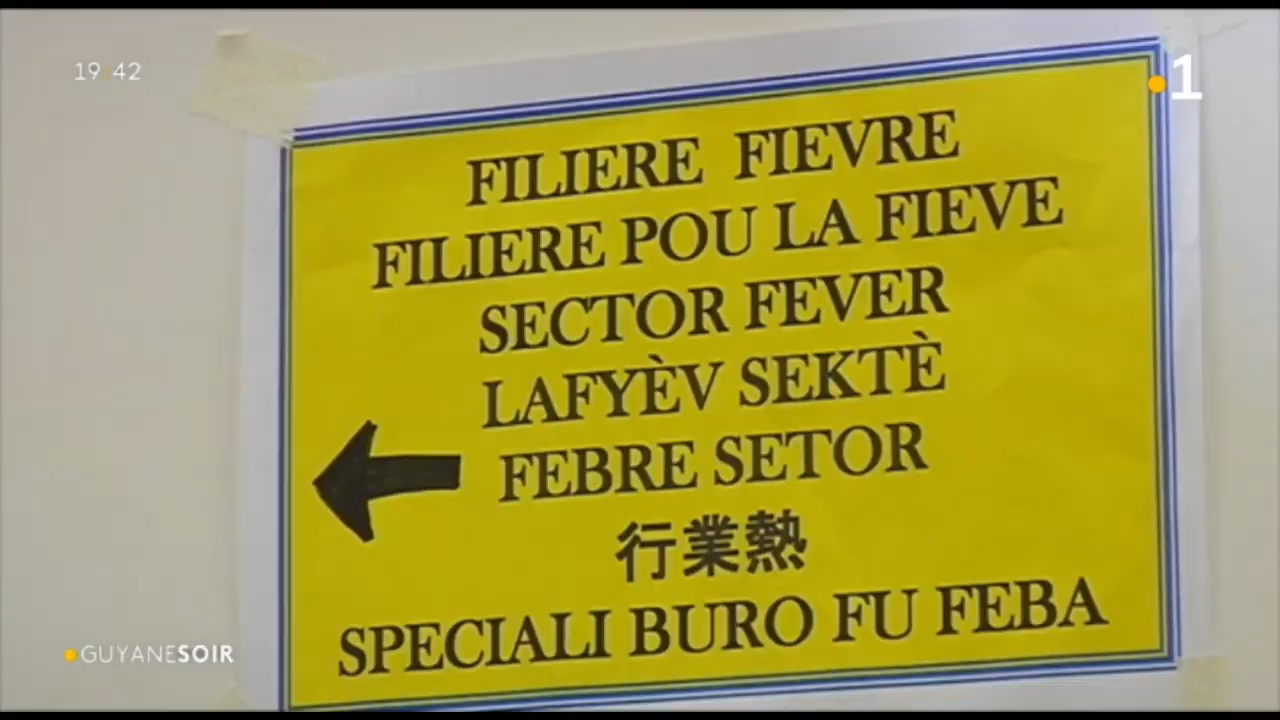 19:42
1
FILIERE FIEVRE
FILIERE POU LA FIEVE
SECTOR FEVER
LAFYÈV SEKTÈ
FEBRE SETOR
行業熱
SPECIALI BURO FU FEBA
GUYANESOIR